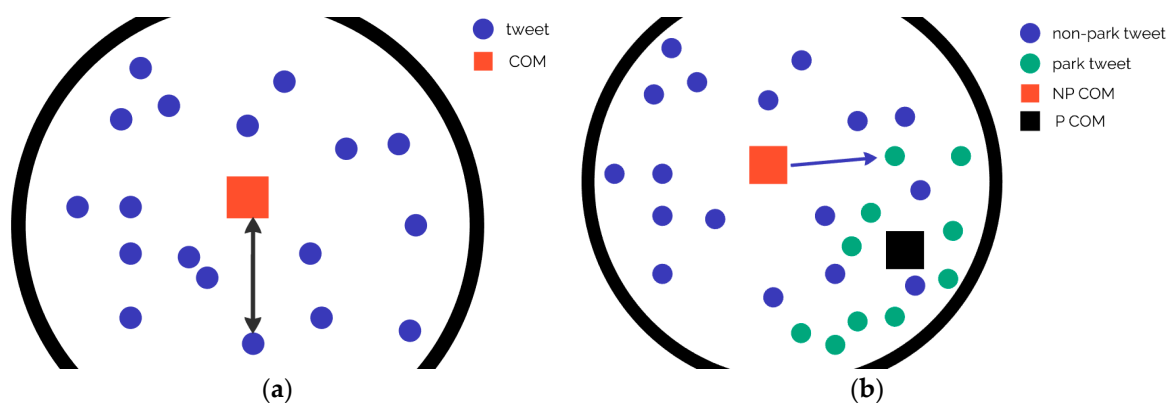 tweet
COM
(a)
non-park tweet
park tweet
NP COM
P COM
(b)